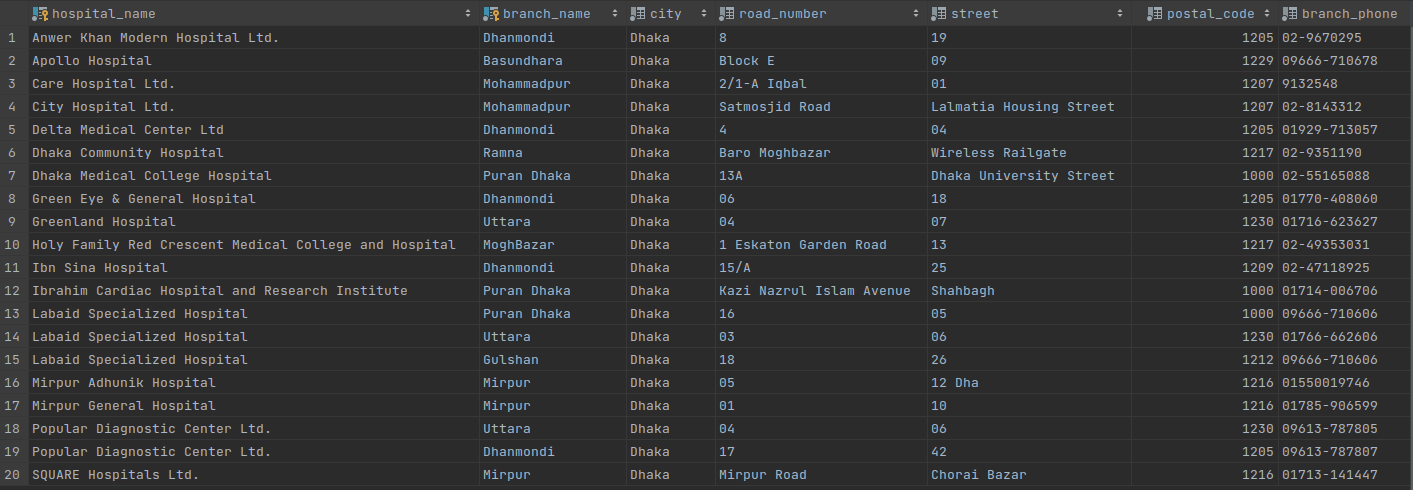 hospital_name branch_name city road_number street postal_code branch_phone
1 Anwer Khan Modern Hospital Ltd. Dhanmondi Dhaka 8 19 1205 02-9670295
2 Apollo Hospital Basundhara Dhaka Block E 09 1229 09666-710678
3 Care Hospital Ltd. Mohammadpur Dhaka 2/1-A Iqbal 01 1207 9132548
4 City Hospital Ltd. Mohammadpur Dhaka Satmosjid Road Lalmatia Housing Street 1207 02-8143312
5 Delta Medical Center Ltd Dhanmondi Dhaka 4 04 1205 01929-713057
6 Dhaka Community Hospital Ramna Dhaka Baro Moghbazar Wireless Railgate 1217 02-9351190
7 Dhaka Medical College Hospital Puran Dhaka Dhaka 13A Dhaka University Street 1000 02-55165088
8 Green Eye & General Hospital Dhanmondi Dhaka 06 18 1205 01770-408060
9 Greenland Hospital Uttara Dhaka 04 07 1230 01716-623627
10 Holy Family Red Crescent Medical College and Hospital MoghBazar Dhaka 1 Eskaton Garden Road 13 1217 02-49353031
11 Ibn Sina Hospital Dhanmondi Dhaka 15/A 25 1209 02-47118925
12 Ibrahim Cardiac Hospital and Research Institute Puran Dhaka Dhaka Kazi Nazrul Islam Avenue Shahbagh 1000 01714-006706
13 Labaid Specialized Hospital Puran Dhaka Dhaka 16 05 1000 09666-710606
14 Labaid Specialized Hospital Uttara Dhaka 03 06 1230 01766-662606
15 Labaid Specialized Hospital Gulshan Dhaka 18 26 1212 09666-710606
16 Mirpur Adhunik Hospital Mirpur Dhaka 05 12 Dha 1216 01550019746
17 Mirpur General Hospital Mirpur Dhaka 01 10 1216 01785-906599
18 Popular Diagnostic Center Ltd. Uttara Dhaka 04 06 1230 09613-787805
19 Popular Diagnostic Center Ltd. Dhanmondi Dhaka 17 42 1205 09613-787807
20 SQUARE Hospitals Ltd. Mirpur Dhaka Mirpur Road Chorai Bazar 1216 01713-141447